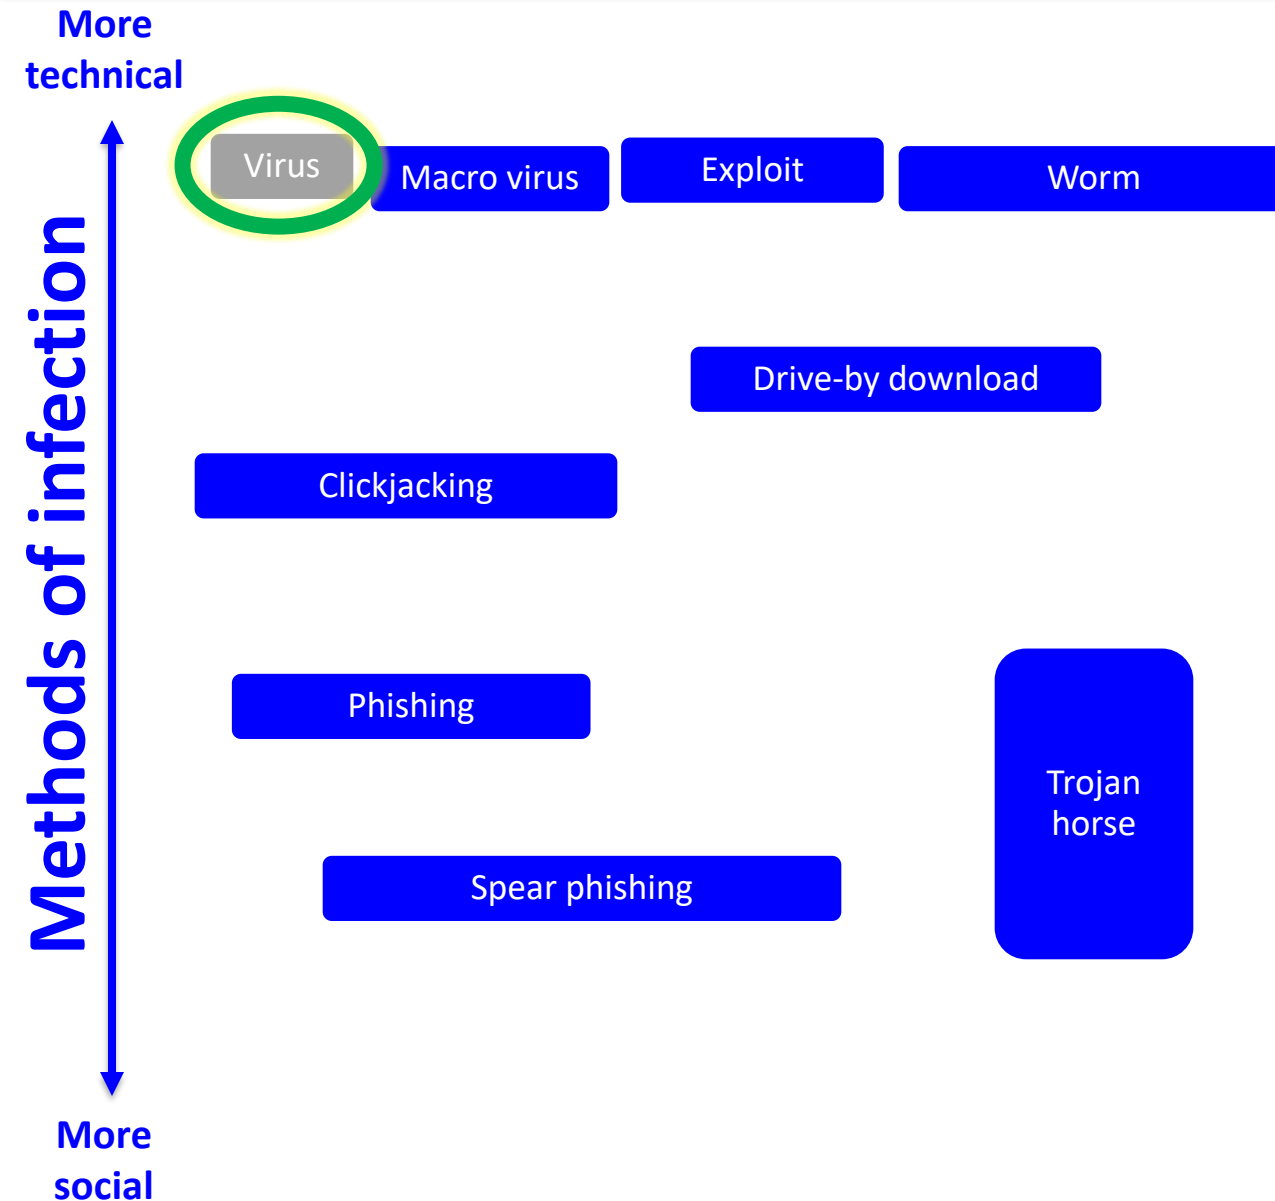 More
technical
Virus
Macro virus
Exploit
Worm
Drive-by download
Clickjacking
Methods of infection
Phishing
Trojan
horse
Spear phishing
More
social